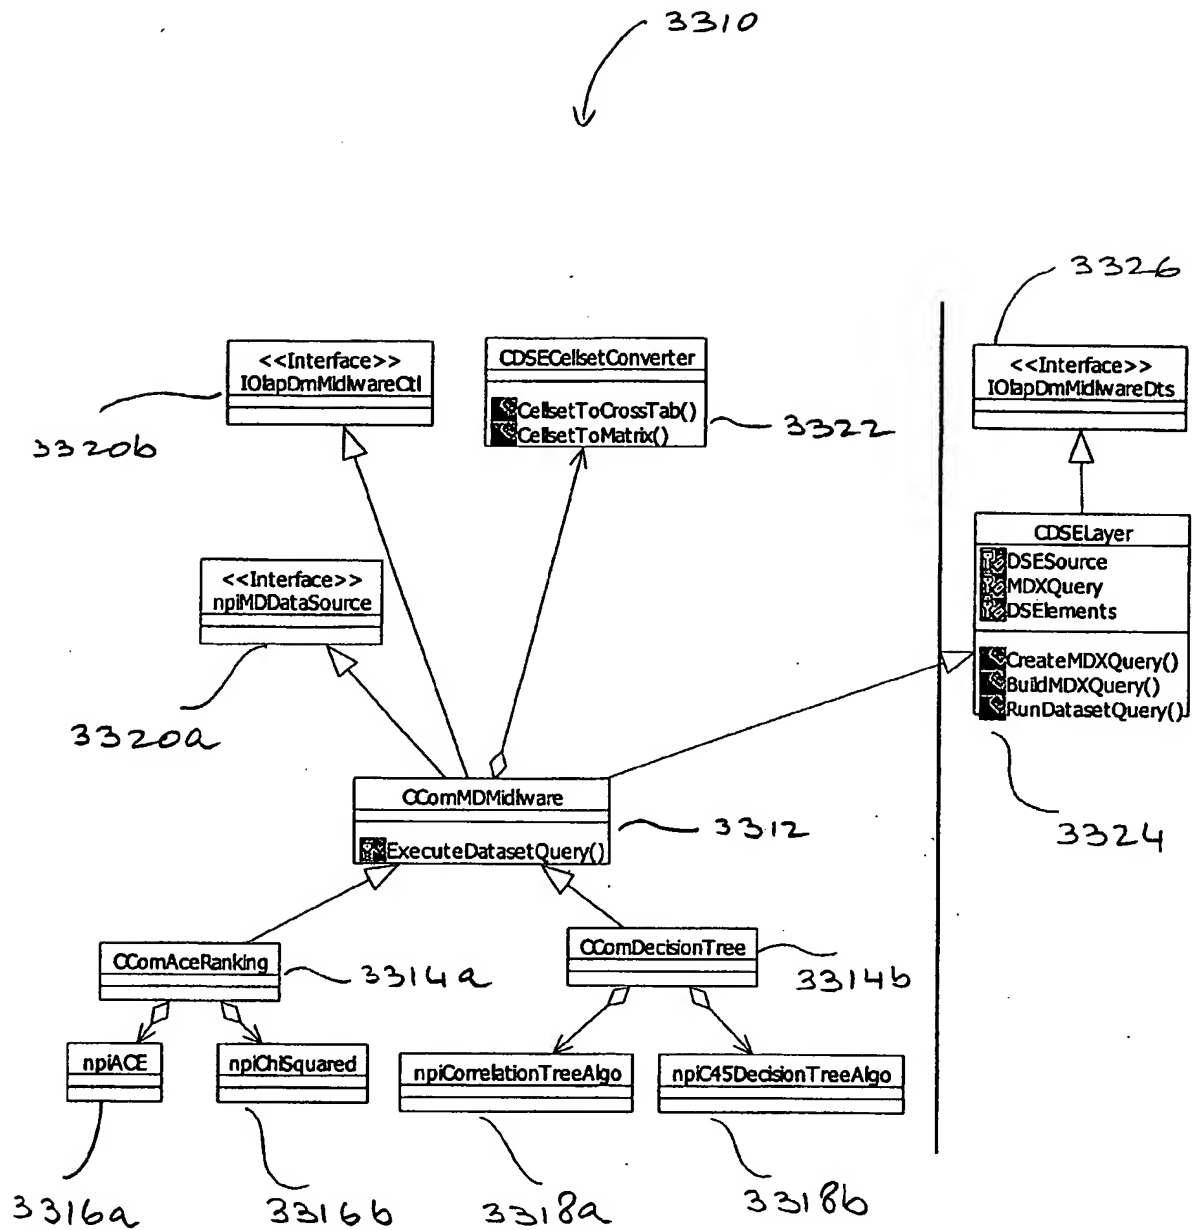 3310
3326
<<Interface>>
IOlapDmMidlwareCtl
CDSECellsetConverter
CellsetToCrossTab()
CellsetToMatrix()
<<Interface>>
IOlapDmMidlwareDts
3320b
3322
CDSELayer
DSESource
MDXQuery
DSElements
CreateMDXQuery()
BuildMDXQuery()
RunDatasetQuery()
<<Interface>>
npiMDDataSource
3320a
3324
CComMDMidlware
ExecuteDatasetQuery()
3312
CComAceRanking
3314a
CComDecisionTree
3314b
npiACE
npiChiSquared
npiCorrelationTreeAlgo
npiC45DecisionTreeAlgo
3316a
3316b
3318a
3318b